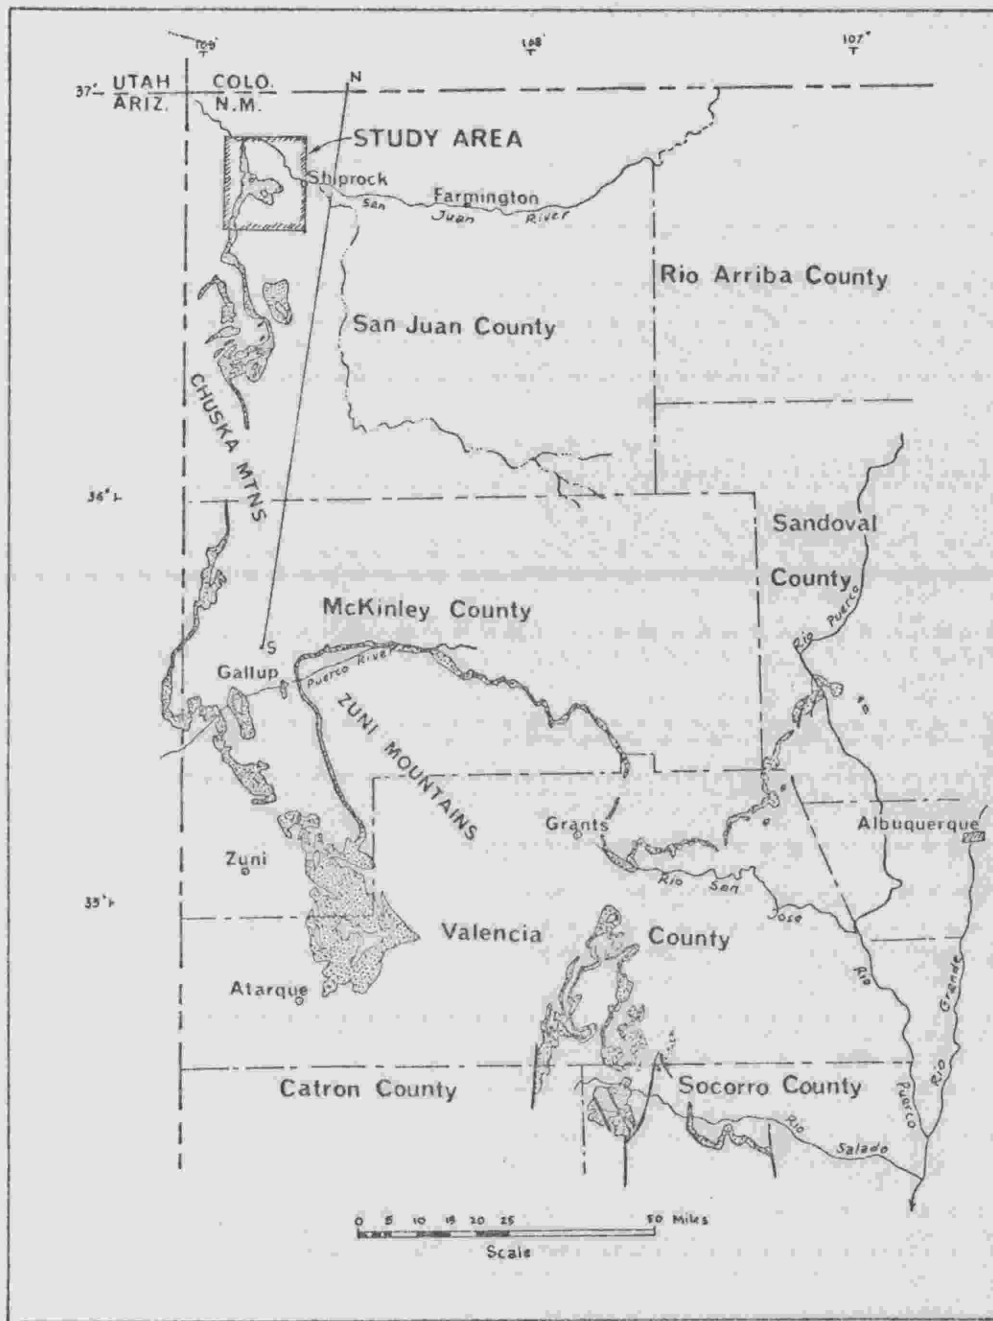 109°
108°
107°
37°
UTAH
COLO.
N
ARIZ.
N.M.
STUDY AREA
Shiprock
Farmington
San
Juan
River
Rio Arriba County
San Juan County
CHUSKA MTNS
36°
Sandoval
County
McKinley County
Rio Puerco
S
Gallup
Puerco River
ZUNI MOUNTAINS
Grants
Albuquerque
Zuni
Rio San
Jose
35°
Valencia County
Rio
Atarque
Rio Grande
Catron County
Socorro County
Puerco
Rio
Salado
0 5 10 15 20 25 50 Miles
Scale